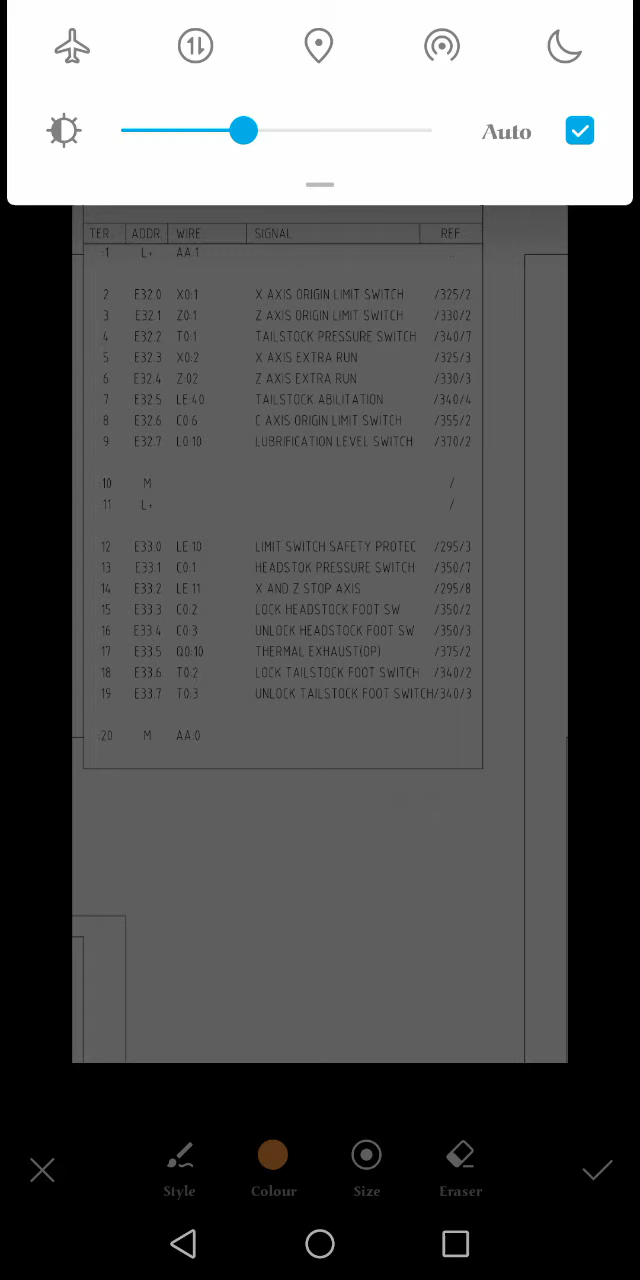 Auto
TER. ADDR. WIRE SIGNAL REF
:1 L+ AA:1
2 E32.0 X0:1 X AXIS ORIGIN LIMIT SWITCH /325/2
3 E32.1 Z0:1 Z AXIS ORIGIN LIMIT SWITCH /330/2
4 E32.2 T0:1 TAILSTOCK PRESSURE SWITCH /340/7
5 E32.3 X0:2 X AXIS EXTRA RUN /325/3
6 E32.4 Z:02 Z AXIS EXTRA RUN /330/3
7 E32.5 LE:40 TAILSTOCK ABILITATION /340/4
8 E32.6 C0:6 C AXIS ORIGIN LIMIT SWITCH /355/2
9 E32.7 L0:10 LUBRIFICATION LEVEL SWITCH /370/2
10 M /
11 L+ /
12 E33.0 LE:10 LIMIT SWITCH SAFETY PROTEC /295/3
13 E33.1 C0:1 HEADSTOK PRESSURE SWITCH /350/7
14 E33.2 LE:11 X AND Z STOP AXIS /295/8
15 E33.3 C0:2 LOCK HEADSTOCK FOOT SW /350/2
16 E33.4 C0:3 UNLOCK HEADSTOCK FOOT SW /350/3
17 E33.5 Q0:10 THERMAL EXHAUST(OP) /375/2
18 E33.6 T0:2 LOCK TAILSTOCK FOOT SWITCH /340/2
19 E33.7 T0:3 UNLOCK TAILSTOCK FOOT SWITCH/340/3
:20 M AA:0
Style Colour Size Eraser